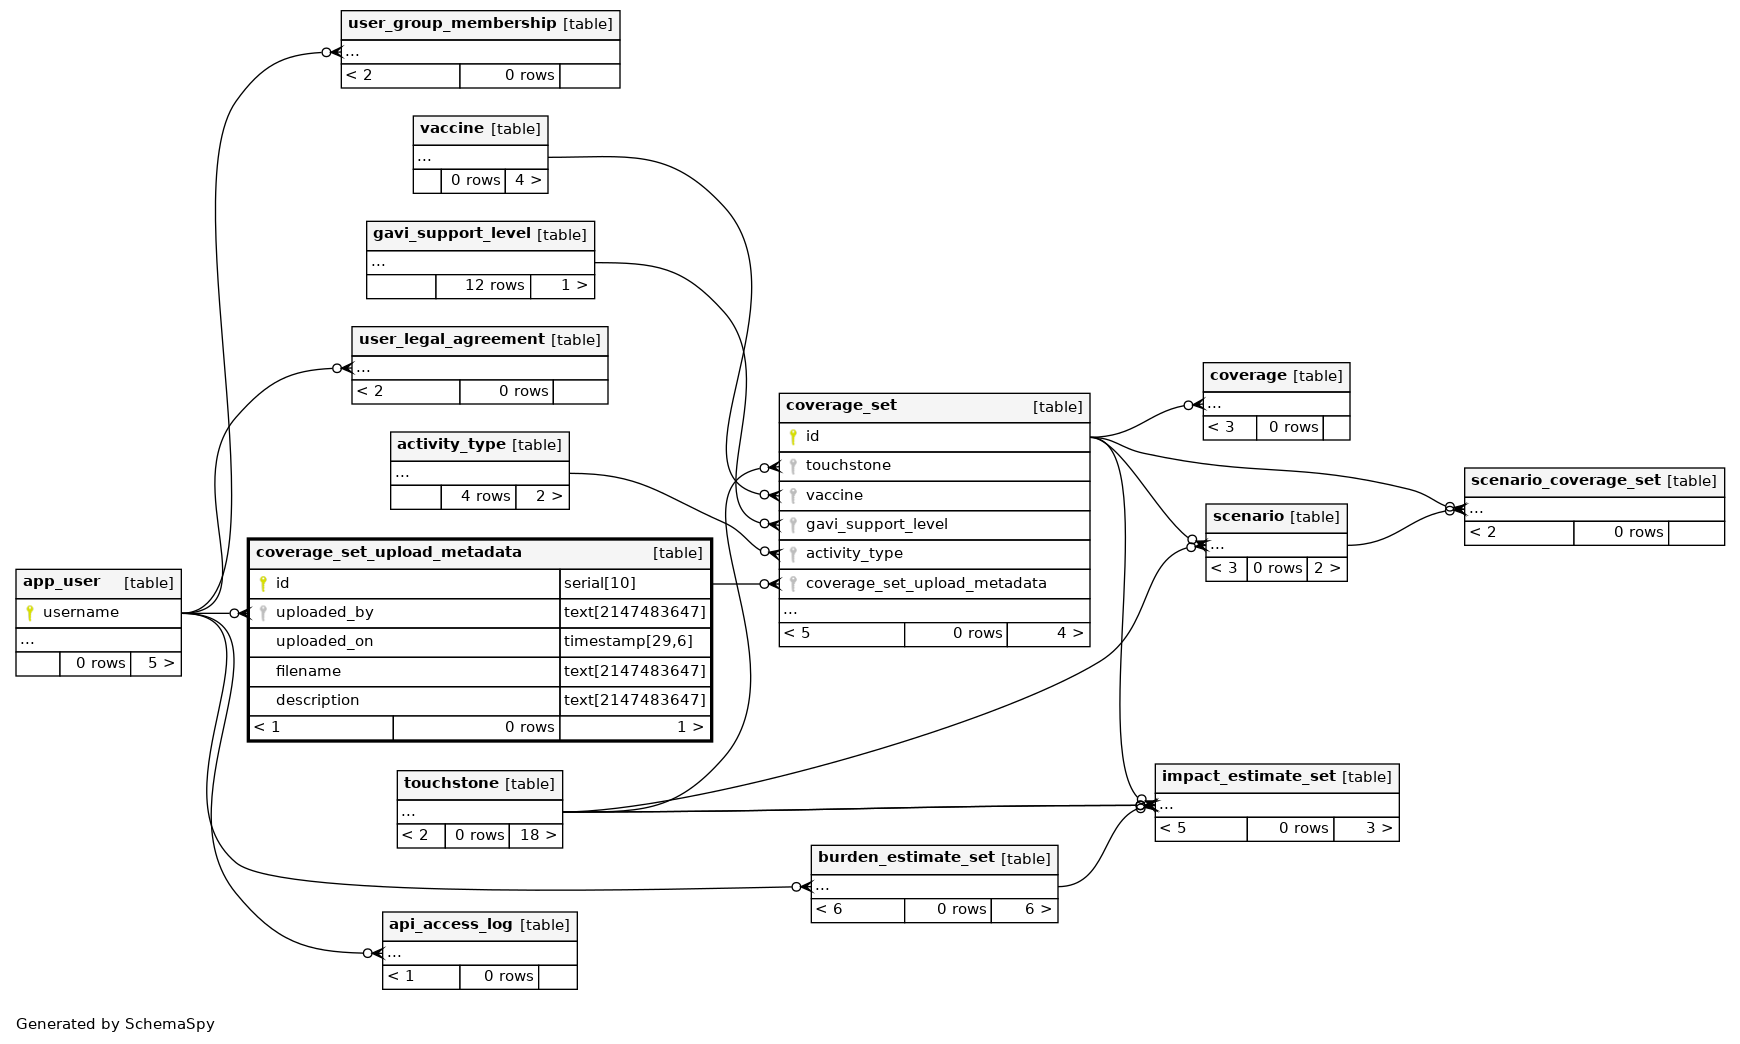 user_group_membership [table]
...
< 2 0 rows
vaccine [table]
...
0 rows 4 >
gavi_support_level [table]
...
12 rows 1 >
user_legal_agreement [table]
...
< 2 0 rows
activity_type [table]
...
4 rows 2 >
app_user [table]
username
...
0 rows 5 >
coverage_set_upload_metadata [table]
id serial[10]
uploaded_by text[2147483647]
uploaded_on timestamp[29,6]
filename text[2147483647]
description text[2147483647]
< 1 0 rows 1 >
touchstone [table]
...
< 2 0 rows 18 >
api_access_log [table]
...
< 1 0 rows
coverage_set [table]
id
touchstone
vaccine
gavi_support_level
activity_type
coverage_set_upload_metadata
...
< 5 0 rows 4 >
burden_estimate_set [table]
...
< 6 0 rows 6 >
coverage [table]
...
< 3 0 rows
scenario [table]
...
< 3 0 rows 2 >
scenario_coverage_set [table]
...
< 2 0 rows
impact_estimate_set [table]
...
< 5 0 rows 3 >
Generated by SchemaSpy